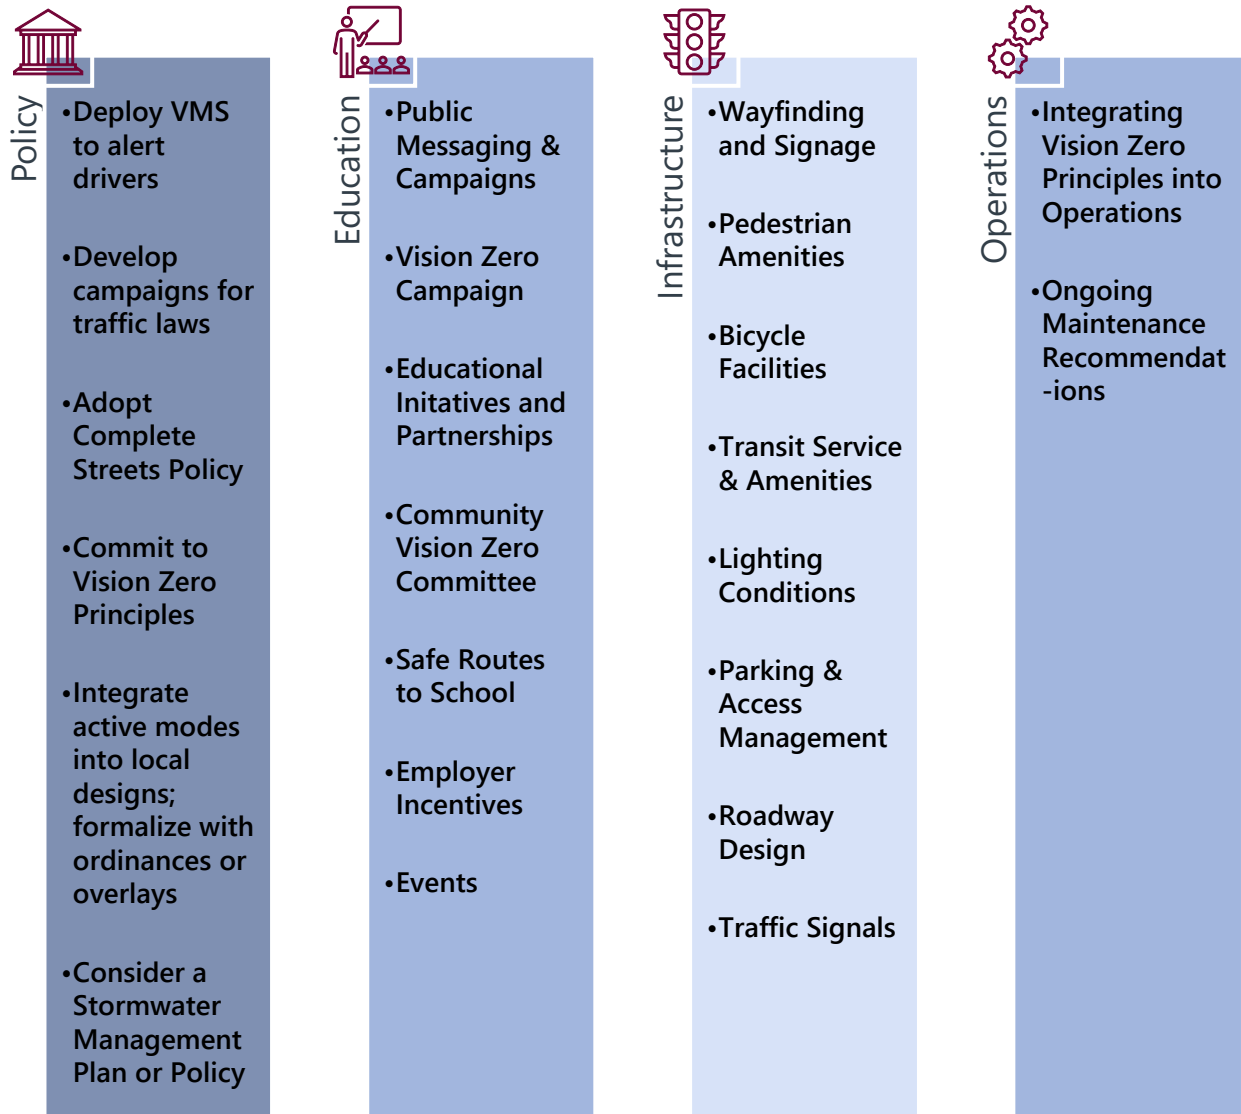 Policy
•Deploy VMS
to alert
drivers
•Develop
campaigns for
traffic laws
•Adopt
Complete
Streets Policy
•Commit to
Vision Zero
Principles
•Integrate
active modes
into local
designs;
formalize with
ordinances or
overlays
•Consider a
Stormwater
Management
Plan or Policy
Education
•Public
Messaging &
Campaigns
•Vision Zero
Campaign
•Educational
Initatives and
Partnerships
•Community
Vision Zero
Committee
•Safe Routes
to School
•Employer
Incentives
•Events
Infrastructure
•Wayfinding
and Signage
•Pedestrian
Amenities
•Bicycle
Facilities
•Transit Service
& Amenities
•Lighting
Conditions
•Parking &
Access
Management
•Roadway
Design
•Traffic Signals
Operations
•Integrating
Vision Zero
Principles into
Operations
•Ongoing
Maintenance
Recommendat
-ions